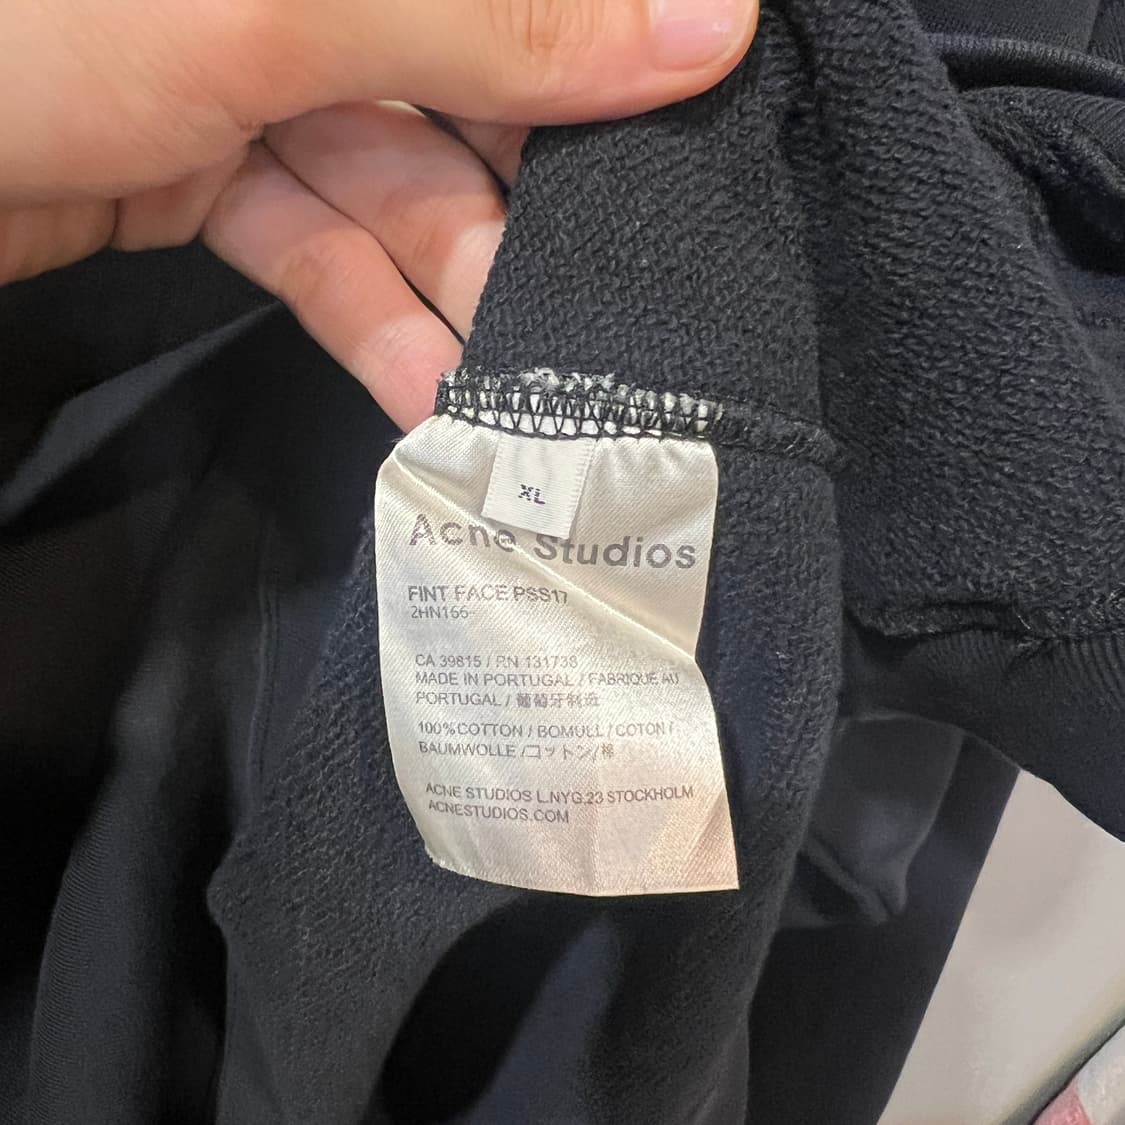 XL
Acne Studios
FINT FACE PSS17
2HN166-
CA 39815 / RN 131738
MADE IN PORTUGAL / FABRIQUE AU
PORTUGAL / 葡萄牙制造
100%COTTON / BOMULL / COTON /
BAUMWOLLE /コットン/棉
ACNE STUDIOS L.NYG.23 STOCKHOLM
ACNESTUDIOS.COM